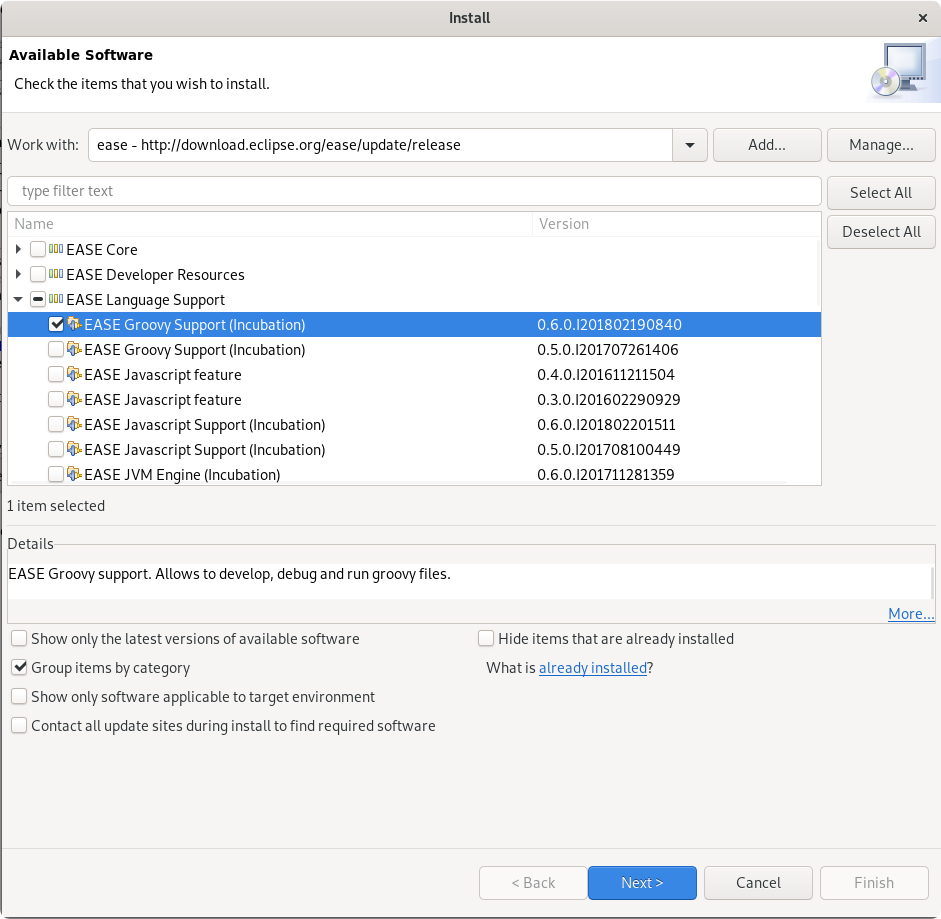 Install
Available Software
Check the items that you wish to install.
Work with: ease - http://download.eclipse.org/ease/update/release Add... Manage...
type filter text Select All
Name Version Deselect All
EASE Core
EASE Developer Resources
EASE Language Support
EASE Groovy Support (Incubation) 0.6.0.I201802190840
EASE Groovy Support (Incubation) 0.5.0.I201707261406
EASE Javascript feature 0.4.0.I201611211504
EASE Javascript feature 0.3.0.I201602290929
EASE Javascript Support (Incubation) 0.6.0.I201802201511
EASE Javascript Support (Incubation) 0.5.0.I201708100449
EASE JVM Engine (Incubation) 0.6.0.I201711281359
1 item selected
Details
EASE Groovy support. Allows to develop, debug and run groovy files.
More...
Show only the latest versions of available software Hide items that are already installed
Group items by category What is already installed?
Show only software applicable to target environment
Contact all update sites during install to find required software
< Back Next > Cancel Finish